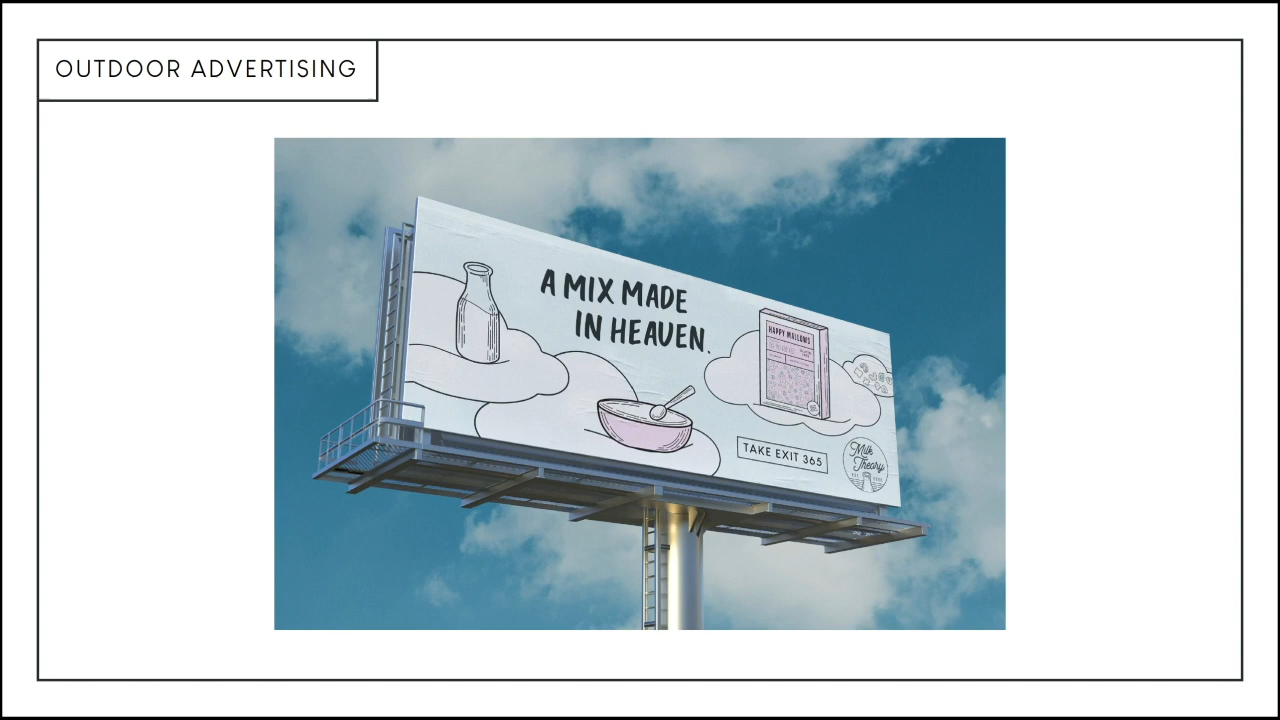 OUTDOOR ADVERTISING
A MIX MADE
IN HEAVEN.
HAPPY MALLOWS
TAKE EXIT 365
Milk
Theory